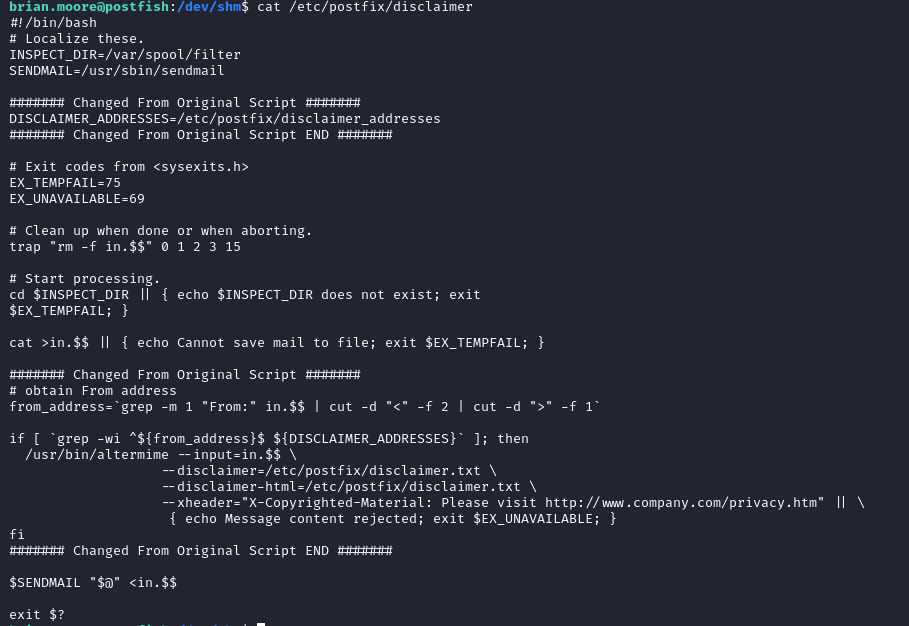 brian.moore@postfish:/dev/shm$ cat /etc/postfix/disclaimer
#!/bin/bash
# Localize these.
INSPECT_DIR=/var/spool/filter
SENDMAIL=/usr/sbin/sendmail

####### Changed From Original Script #######
DISCLAIMER_ADDRESSES=/etc/postfix/disclaimer_addresses
####### Changed From Original Script END #######

# Exit codes from <sysexits.h>
EX_TEMPFAIL=75
EX_UNAVAILABLE=69

# Clean up when done or when aborting.
trap "rm -f in.$$" 0 1 2 3 15

# Start processing.
cd $INSPECT_DIR || { echo $INSPECT_DIR does not exist; exit
$EX_TEMPFAIL; }

cat >in.$$ || { echo Cannot save mail to file; exit $EX_TEMPFAIL; }

####### Changed From Original Script #######
# obtain From address
from_address=`grep -m 1 "From:" in.$$ | cut -d "<" -f 2 | cut -d ">" -f 1`

if [ `grep -wi ^${from_address}$ ${DISCLAIMER_ADDRESSES}` ]; then
  /usr/bin/altermime --input=in.$$ \
                   --disclaimer=/etc/postfix/disclaimer.txt \
                   --disclaimer-html=/etc/postfix/disclaimer.txt \
                   --xheader="X-Copyrighted-Material: Please visit http://www.company.com/privacy.htm" || \
                    { echo Message content rejected; exit $EX_UNAVAILABLE; }
fi
####### Changed From Original Script END #######

$SENDMAIL "$@" <in.$$

exit $?